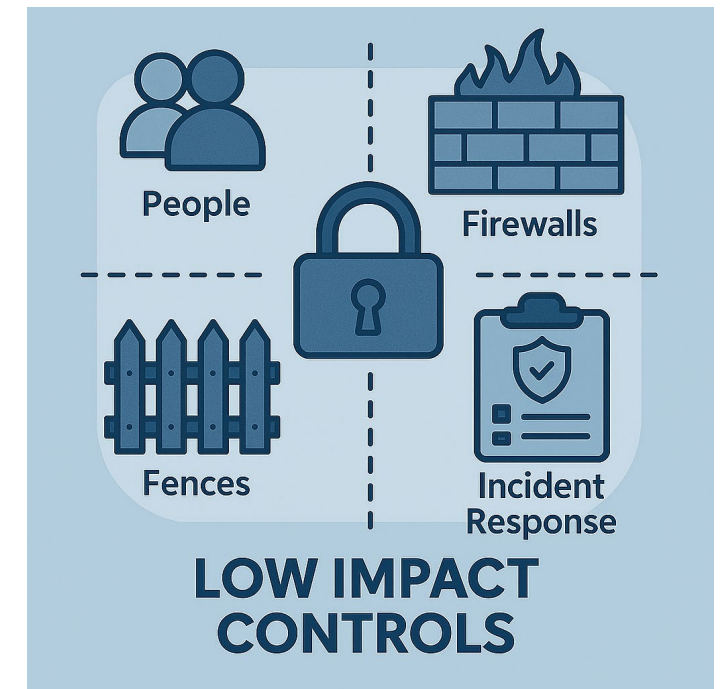 People
Firewalls
Fences
Incident
Response
LOW IMPACT
CONTROLS